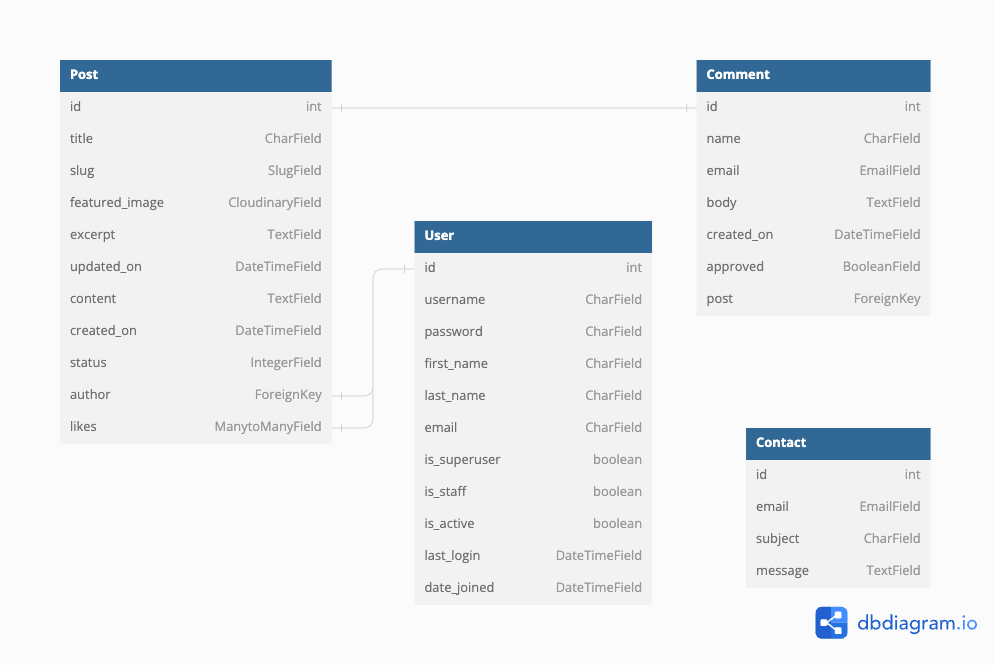 Post
id int
title CharField
slug SlugField
featured_image CloudinaryField
excerpt TextField
updated_on DateTimeField
content TextField
created_on DateTimeField
status IntegerField
author ForeignKey
likes ManytoManyField
User
id int
username CharField
password CharField
first_name CharField
last_name CharField
email CharField
is_superuser boolean
is_staff boolean
is_active boolean
last_login DateTimeField
date_joined DateTimeField
Comment
id int
name CharField
email EmailField
body TextField
created_on DateTimeField
approved BooleanField
post ForeignKey
Contact
id int
email EmailField
subject CharField
message TextField
dbdiagram.io